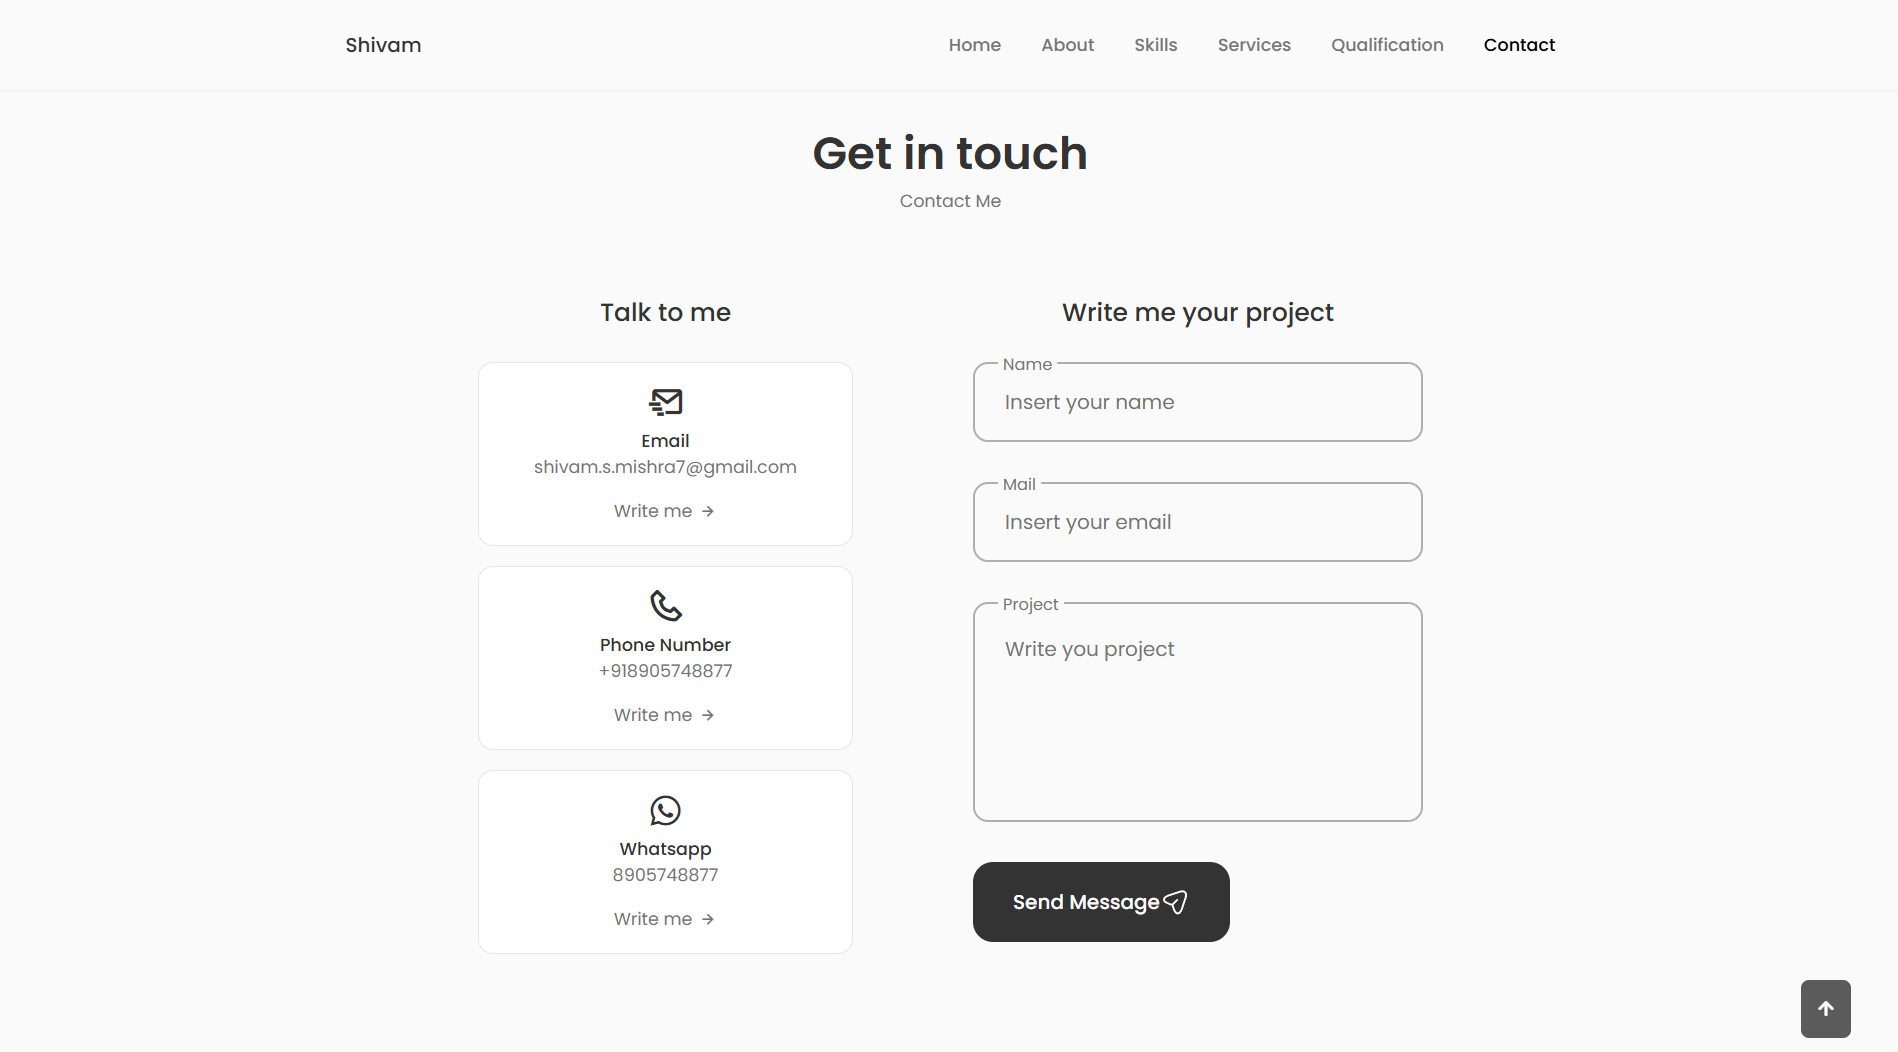 Shivam
Home About Skills Services Qualification Contact
Get in touch
Contact Me
Talk to me
Email
shivam.s.mishra7@gmail.com
Write me
Phone Number
+918905748877
Write me
Whatsapp
8905748877
Write me
Write me your project
Name
Insert your name
Mail
Insert your email
Project
Write you project
Send Message